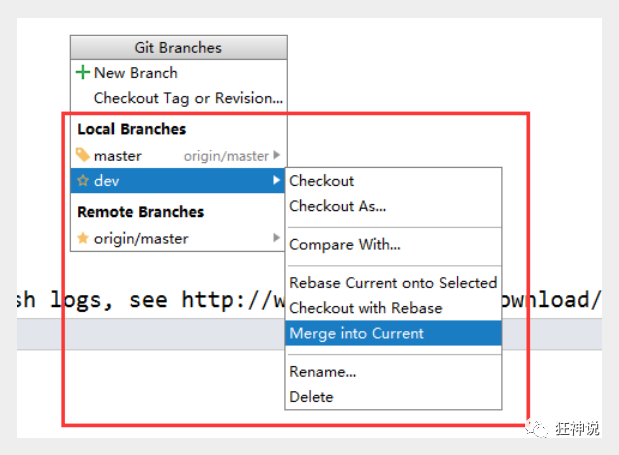 Git Branches
New Branch
Checkout Tag or Revision...
Local Branches
master origin/master
dev
Checkout
Checkout As...
Remote Branches
origin/master
Compare With...
Rebase Current onto Selected
sh logs, see http://w ownload/
Checkout with Rebase
Merge into Current
Rename...
Delete
狂神说